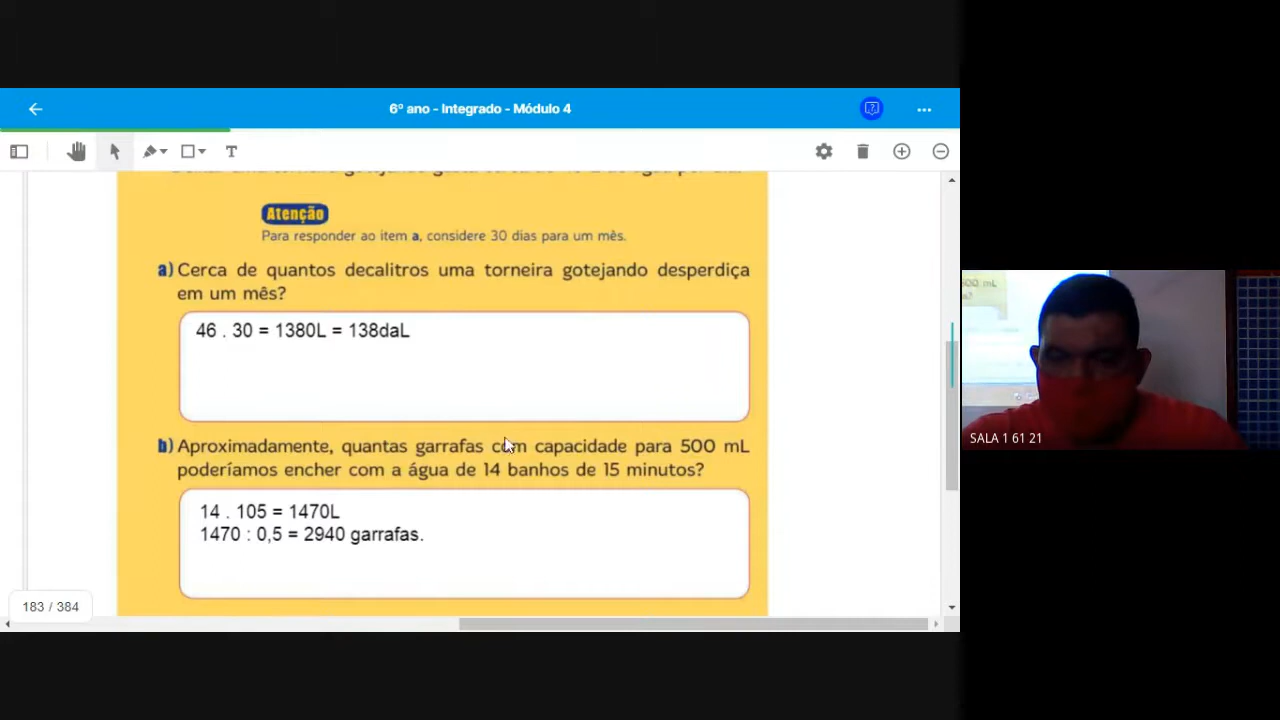 6º ano - Integrado - Módulo 4
T
Atenção
Para responder ao item a, considere 30 dias para um mês.
a) Cerca de quantos decalitros uma torneira gotejando desperdiça
em um mês?
46 . 30 = 1380L = 138daL
b) Aproximadamente, quantas garrafas com capacidade para 500 mL
poderíamos encher com a água de 14 banhos de 15 minutos?
14 . 105 = 1470L
1470 : 0,5 = 2940 garrafas.
183 / 384
SALA 1 61 21